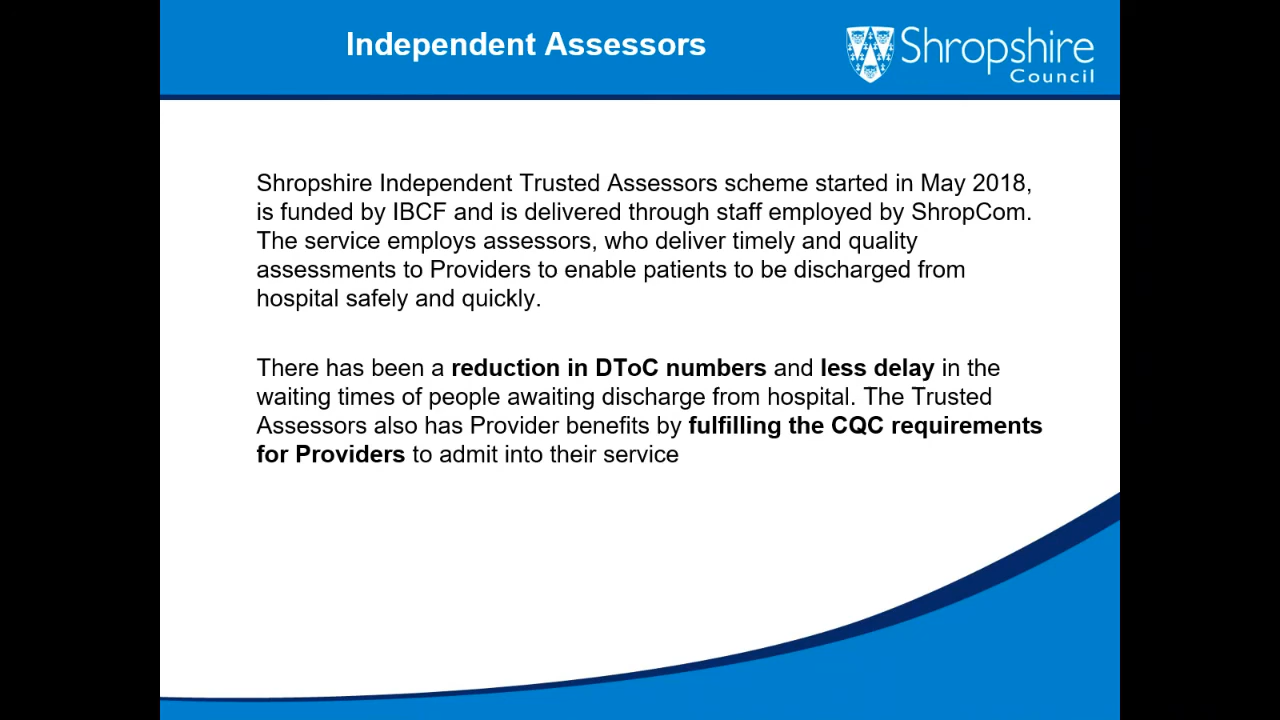 Independent Assessors
Shropshire
Council
Shropshire Independent Trusted Assessors scheme started in May 2018,
is funded by IBCF and is delivered through staff employed by ShropCom.
The service employs assessors, who deliver timely and quality
assessments to Providers to enable patients to be discharged from
hospital safely and quickly.
There has been a reduction in DToC numbers and less delay in the
waiting times of people awaiting discharge from hospital. The Trusted
Assessors also has Provider benefits by fulfilling the CQC requirements
for Providers to admit into their service